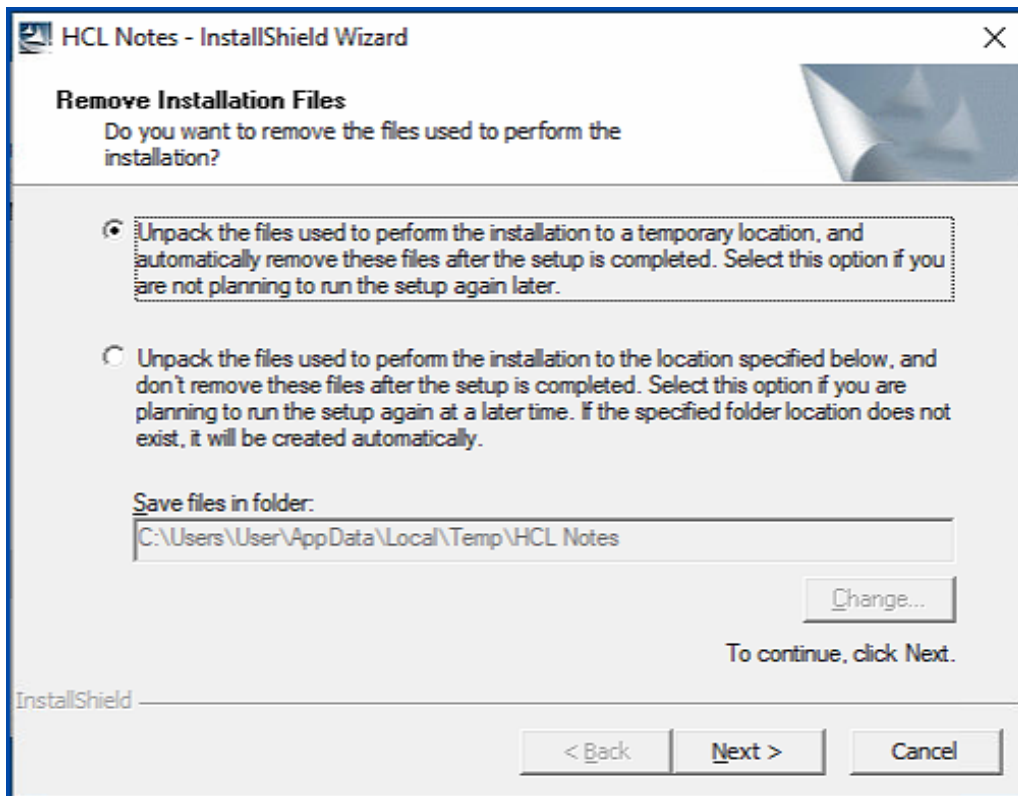 HCL Notes - InstallShield Wizard
Remove Installation Files
Do you want to remove the files used to perform the
installation?
Unpack the files used to perform the installation to a temporary location, and
automatically remove these files after the setup is completed. Select this option if you
are not planning to run the setup again later.
Unpack the files used to perform the installation to the location specified below, and
don't remove these files after the setup is completed. Select this option if you are
planning to run the setup again at a later time. If the specified folder location does not
exist, it will be created automatically.
Save files in folder:
C:\Users\User\AppData\Local\Temp\HCL Notes
Change...
To continue, click Next.
InstallShield
< Back
Next >
Cancel